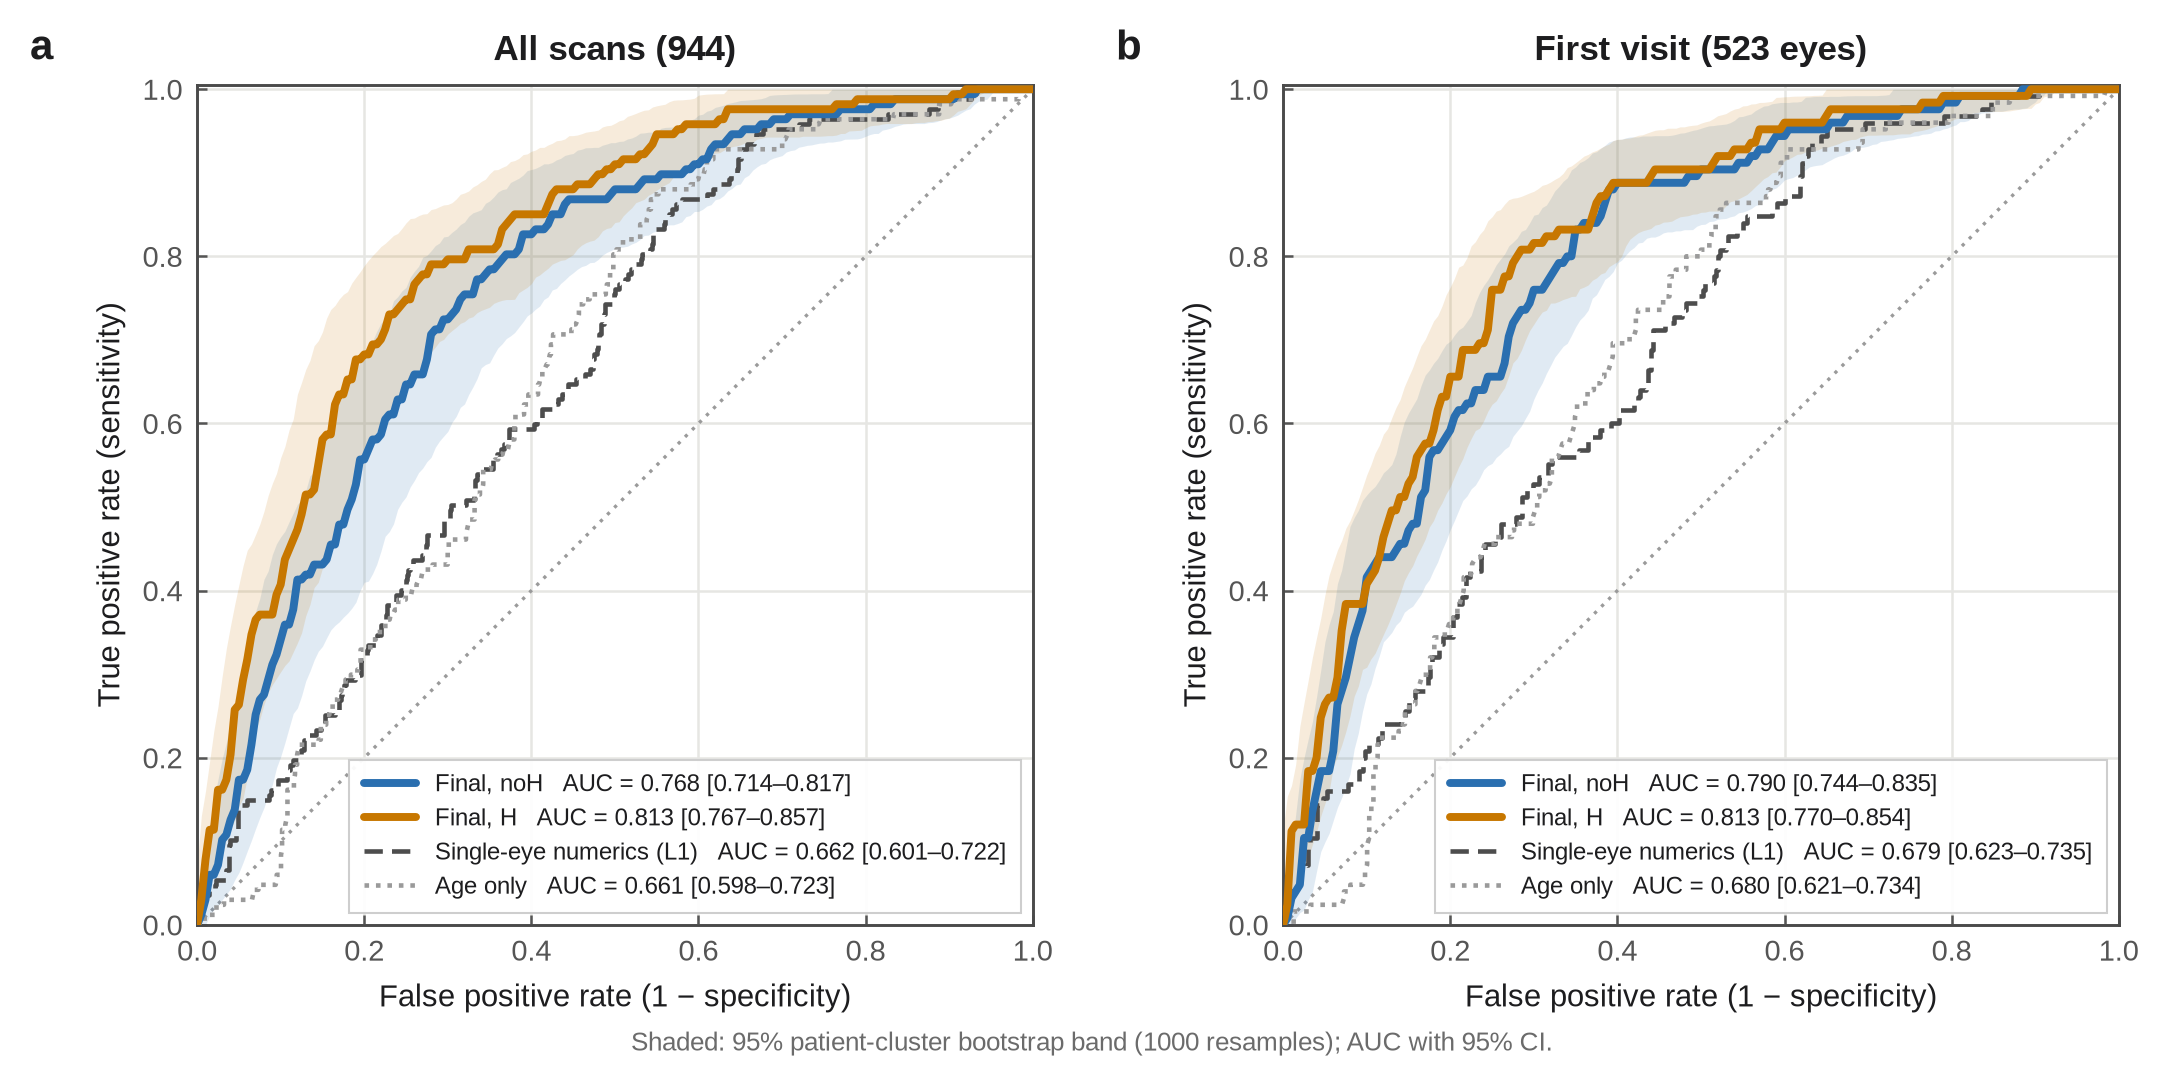 a
All scans (944)
True positive rate (sensitivity)
1.0
0.8
0.6
0.4
0.2
0.0
Final, noH AUC = 0.768 [0.714–0.817]
Final, H AUC = 0.813 [0.767–0.857]
Single-eye numerics (L1) AUC = 0.662 [0.601–0.722]
Age only AUC = 0.661 [0.598–0.723]
0.0 0.2 0.4 0.6 0.8 1.0
False positive rate (1 − specificity)
b
First visit (523 eyes)
True positive rate (sensitivity)
1.0
0.8
0.6
0.4
0.2
0.0
Final, noH AUC = 0.790 [0.744–0.835]
Final, H AUC = 0.813 [0.770–0.854]
Single-eye numerics (L1) AUC = 0.679 [0.623–0.735]
Age only AUC = 0.680 [0.621–0.734]
0.0 0.2 0.4 0.6 0.8 1.0
False positive rate (1 − specificity)
Shaded: 95% patient-cluster bootstrap band (1000 resamples); AUC with 95% CI.